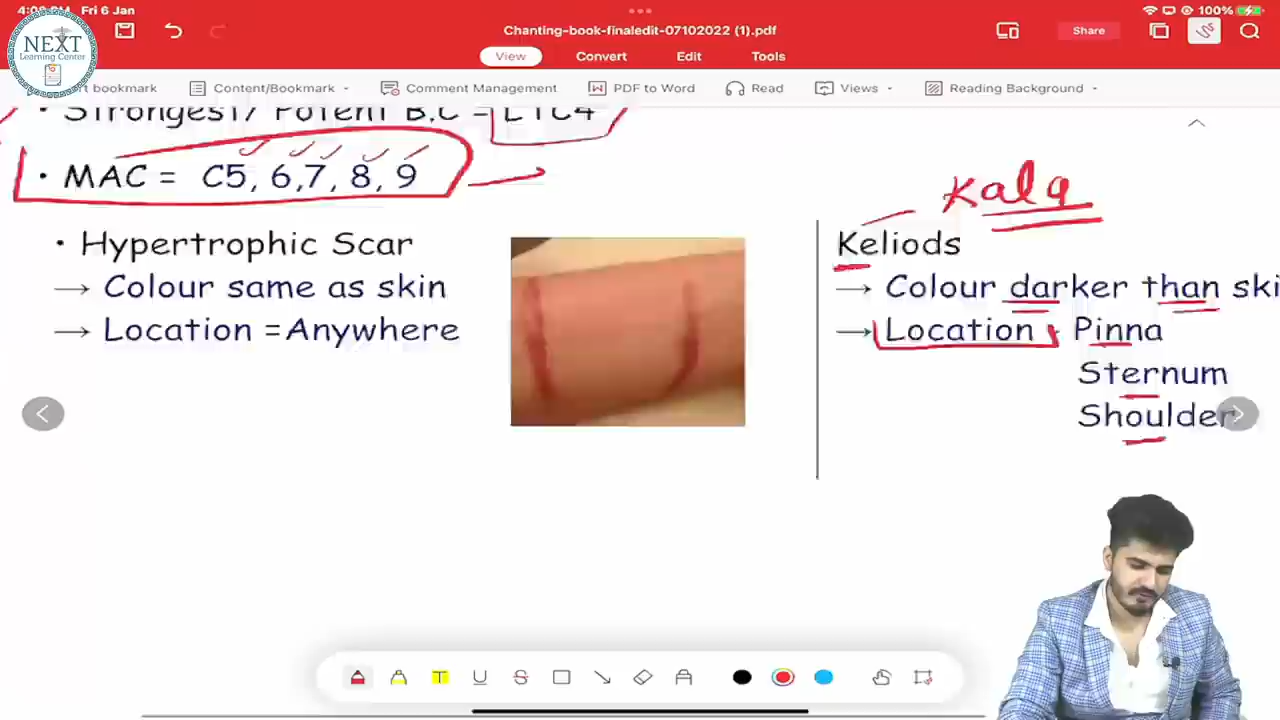 4:06 PM Fri 6 Jan
100%
NEXT
Learning Center
Chanting-book-finaledit-07102022 (1).pdf
Share
View
Convert
Edit
Tools
bookmark
Content/Bookmark
Comment Management
PDF to Word
Read
Views
Reading Background
• Strongest/ Potent B.C = LTC4
• MAC = C5, 6,7, 8, 9
Kala
• Hypertrophic Scar
→ Colour same as skin
→ Location =Anywhere
Keliods
→ Colour darker than ski
→ Location Pinna
Sternum
Shoulder